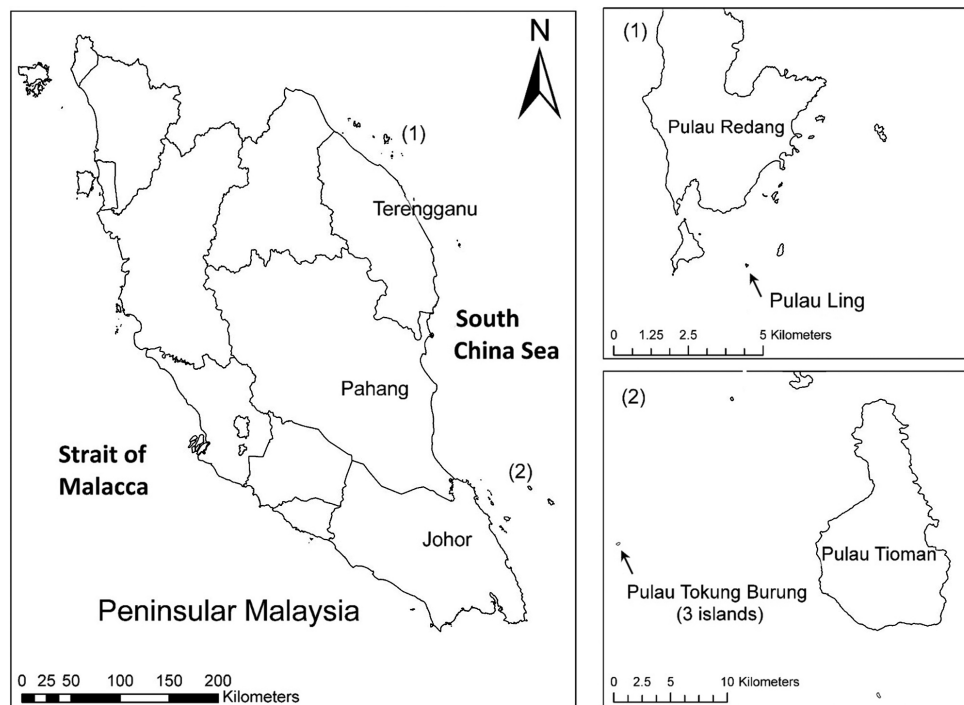 N
(1)
Terengganu
South
China Sea
Pahang
Strait of
Malacca
(2)
Johor
Peninsular Malaysia
0 25 50 100 150 200
Kilometers
(1)
Pulau Redang
Pulau Ling
0 1.25 2.5 5 Kilometers
(2)
Pulau Tioman
Pulau Tokung Burung
(3 islands)
0 2.5 5 10 Kilometers